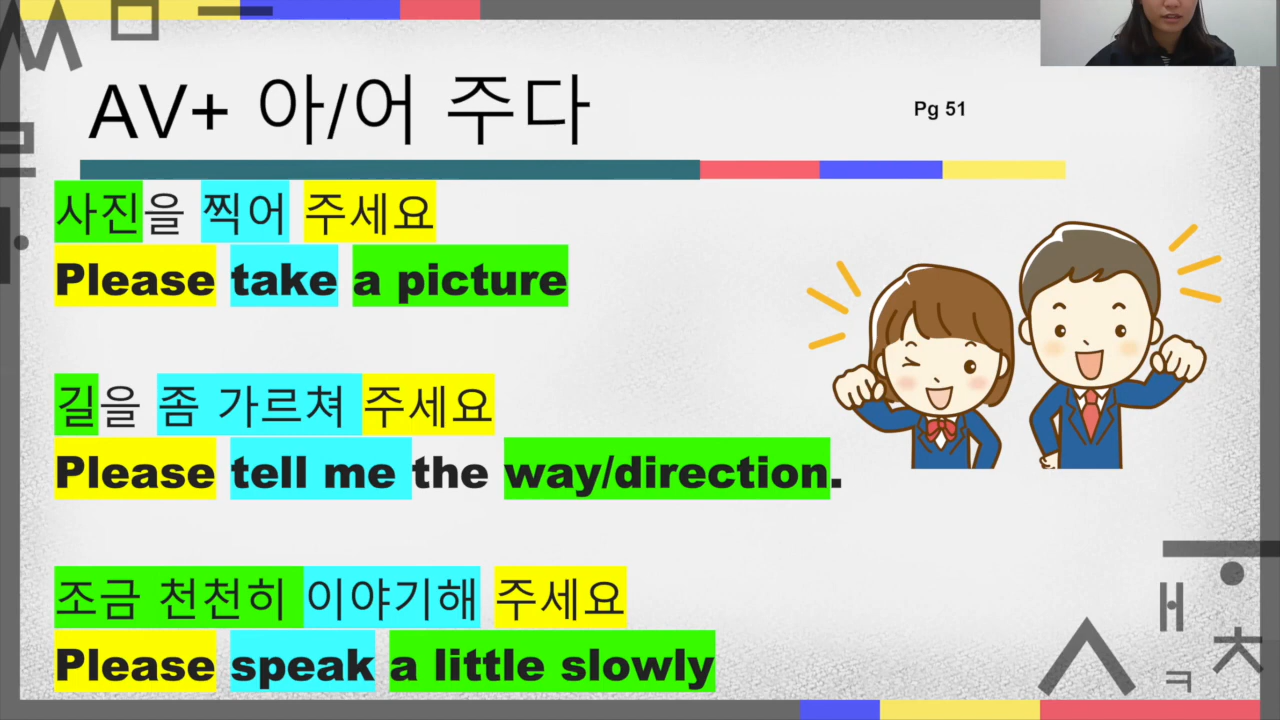 AV+ 아/어 주다
Pg 51
사진을 찍어 주세요
Please take a picture
길을 좀 가르쳐 주세요
Please tell me the way/direction.
조금 천천히 이야기해 주세요
Please speak a little slowly